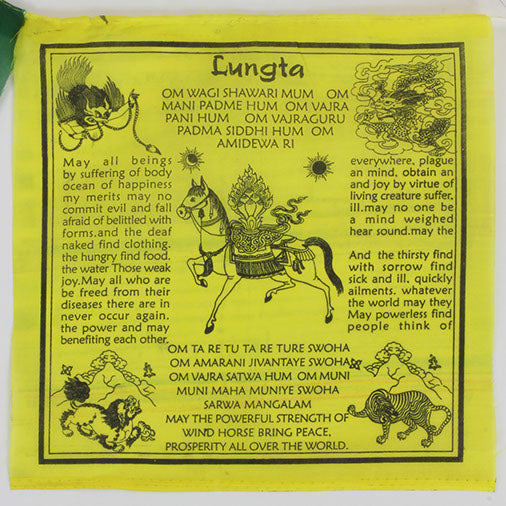 Lungta
OM WAGI SHAWARI MUM OM
MANI PADME HUM OM VAJRA
PANI HUM OM VAJRAGURU
PADMA SIDDHI HUM OM
AMIDEWA RI
May all beings everywhere, plague
by suffering of body an mind, obtain an
ocean of happiness and joy by virtue of
my merits may no living creature suffer,
commit evil and fall ill.may no one be
afraid of belittled with a mind weighed
forms.and the deaf hear sound.may the
naked find clothing.
the hungry find food. And the thirsty find
the water Those weak with sorrow find
joy.May all who are sick and ill. quickly
be freed from their ailments. whatever
diseases there are in the world may they
never occur again. May powerless find
the power and may people think of
benefiting each other.
OM TA RE TU TA RE TURE SWOHA
OM AMARANI JIVANTAYE SWOHA
OM VAJRA SATWA HUM OM MUNI
MUNI MAHA MUNIYE SWOHA
SARWA MANGALAM
MAY THE POWERFUL STRENGTH OF
WIND HORSE BRING PEACE,
PROSPERITY ALL OVER THE WORLD.